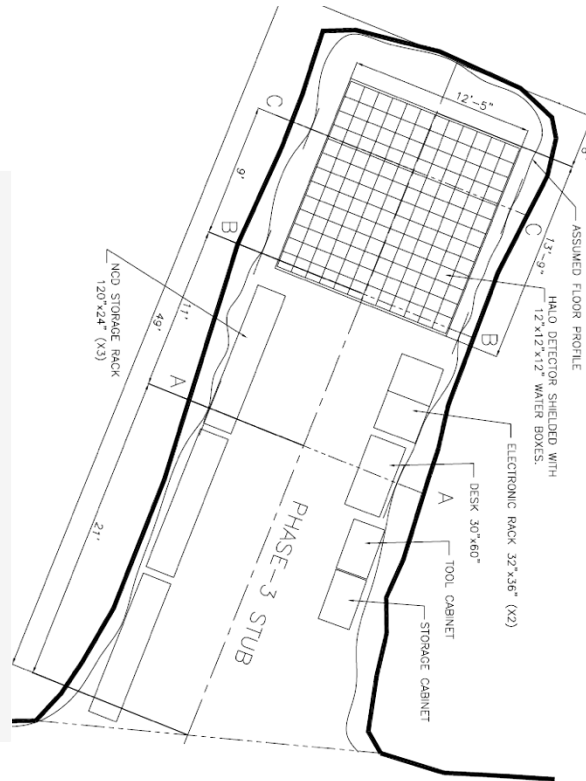 12'-5"
8'
C
C
9'
13'-9"
B
B
ASSUMED FLOOR PROFILE
HALO DETECTOR SHIELDED WITH
12"x12"x12" WATER BOXES.
NCD STORAGE RACK
120"x24" (X3)
49'
11'
A
A
ELECTRONIC RACK 32"x36" (X2)
DESK 30"x60"
TOOL CABINET
STORAGE CABINET
PHASE-3 STUB
21'